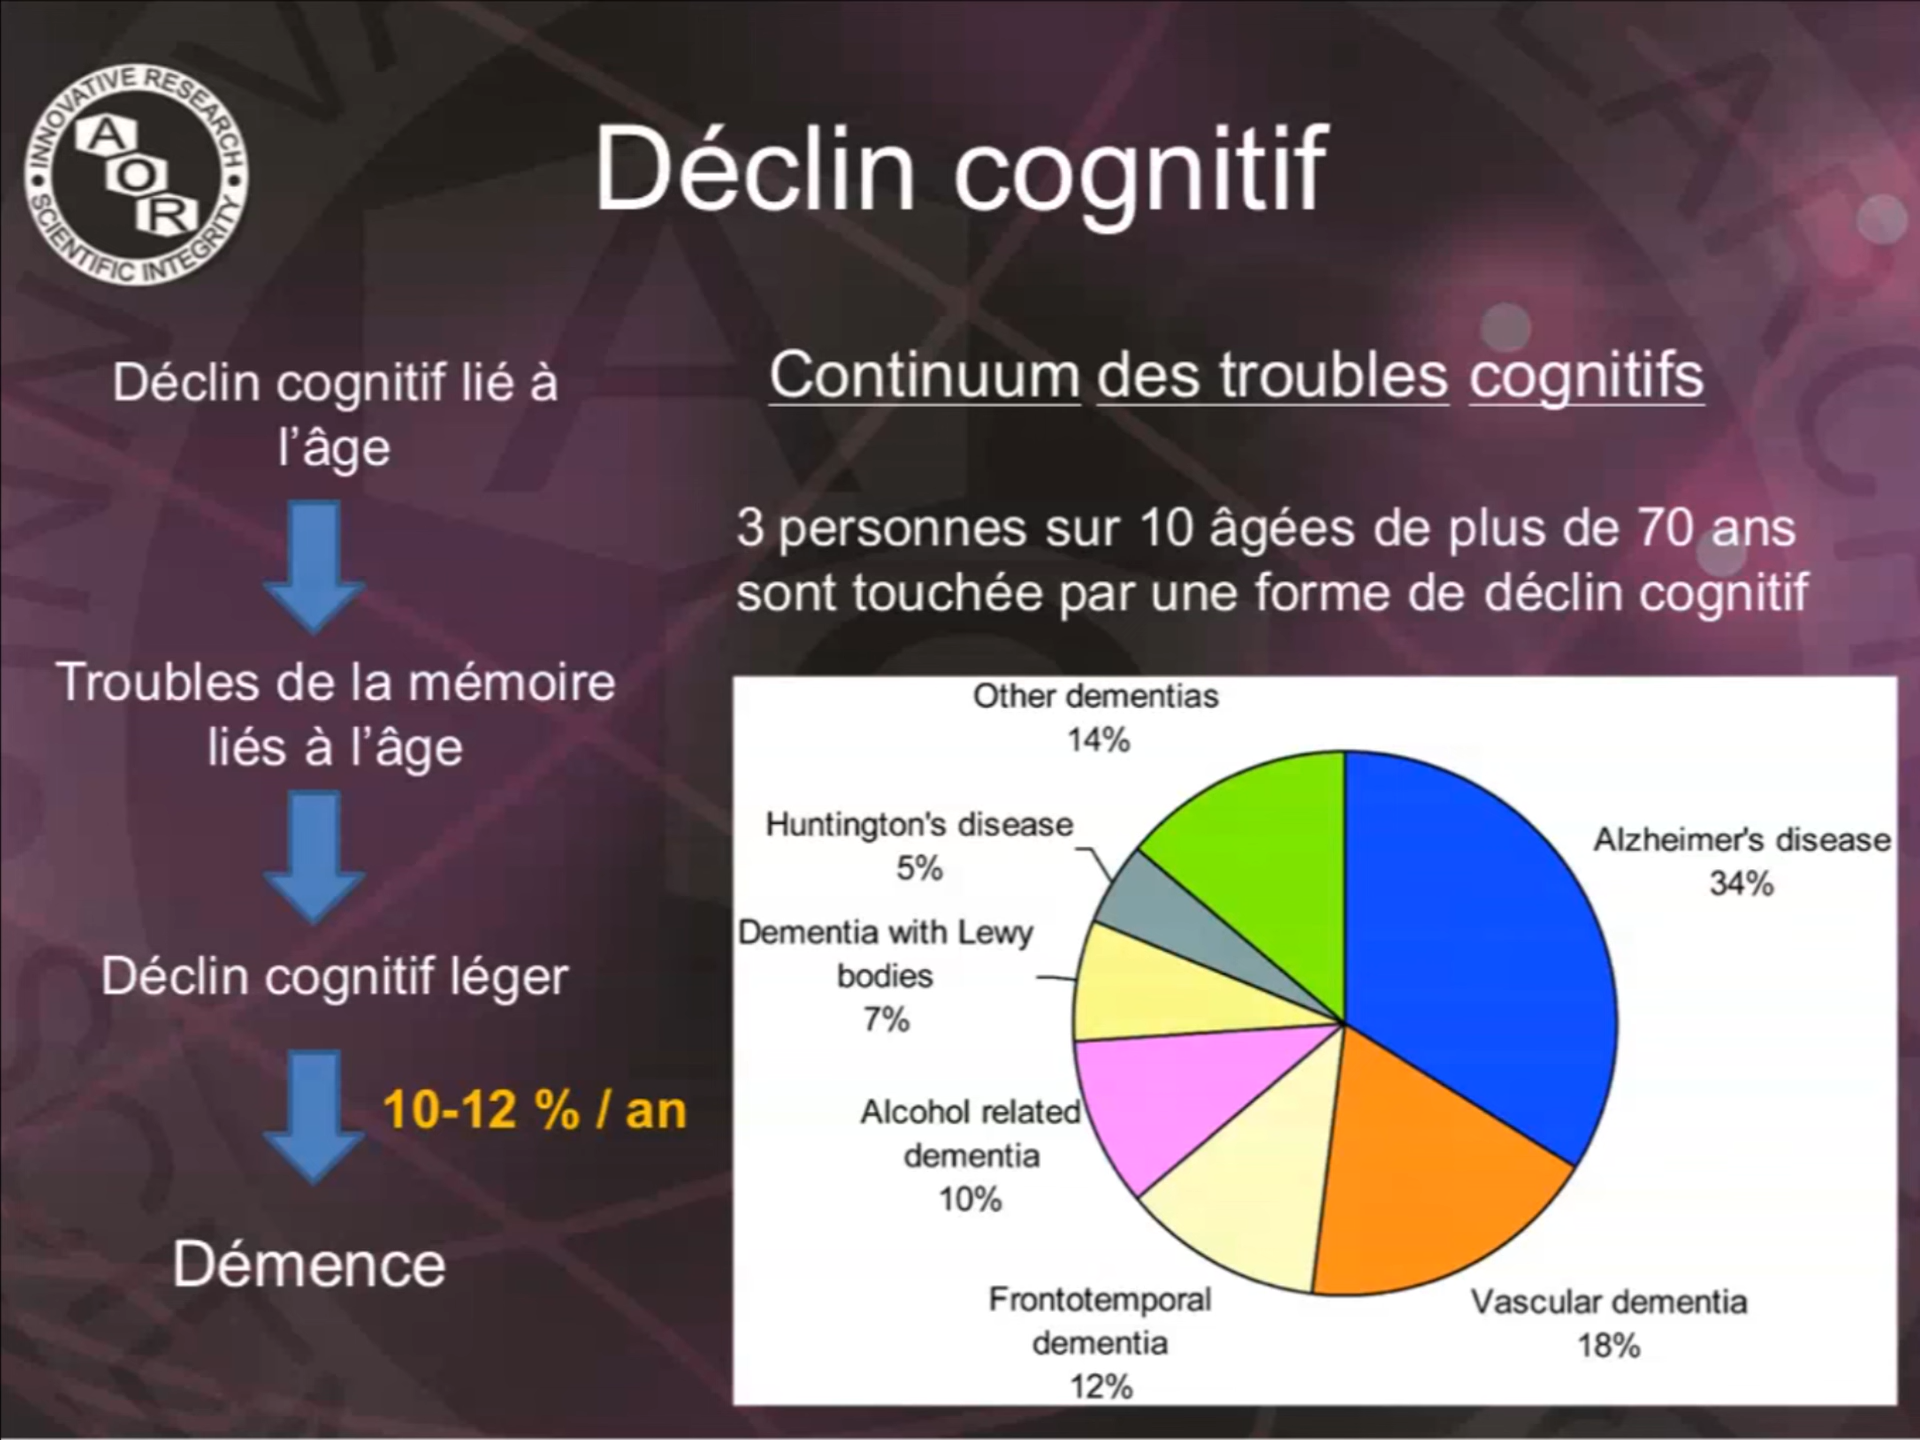 INNOVATIVE RESEARCH
A
O
R
SCIENTIFIC INTEGRITY
Déclin cognitif
Déclin cognitif lié à
l’âge
Troubles de la mémoire
liés à l’âge
Déclin cognitif léger
10-12 % / an
Démence
Continuum des troubles cognitifs
3 personnes sur 10 âgées de plus de 70 ans
sont touchée par une forme de déclin cognitif
Other dementias
14%
Huntington's disease
5%
Dementia with Lewy
bodies
7%
Alcohol related
dementia
10%
Frontotemporal
dementia
12%
Vascular dementia
18%
Alzheimer's disease
34%